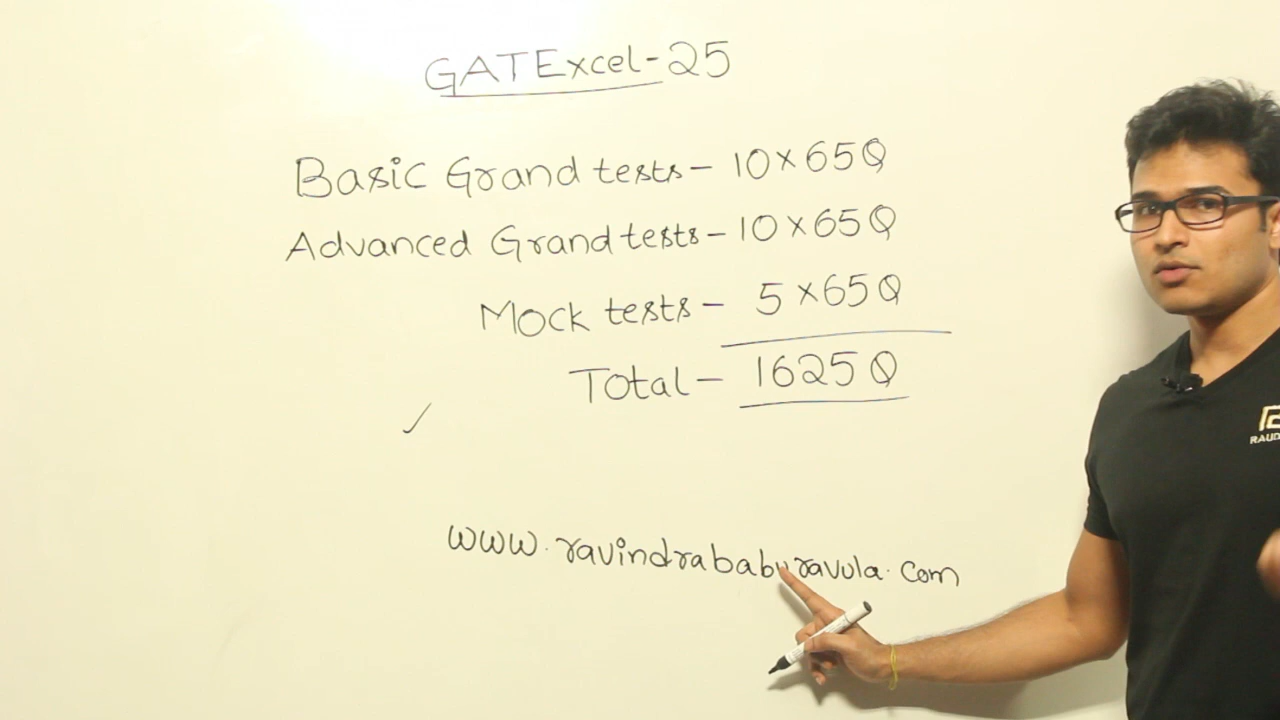 GATExcel-25
Basic Grand tests - 10×65Q
Advanced Grand tests - 10×65Q
Mock tests - 5×65Q
Total - 1625Q
www.ravindrababuravula.com